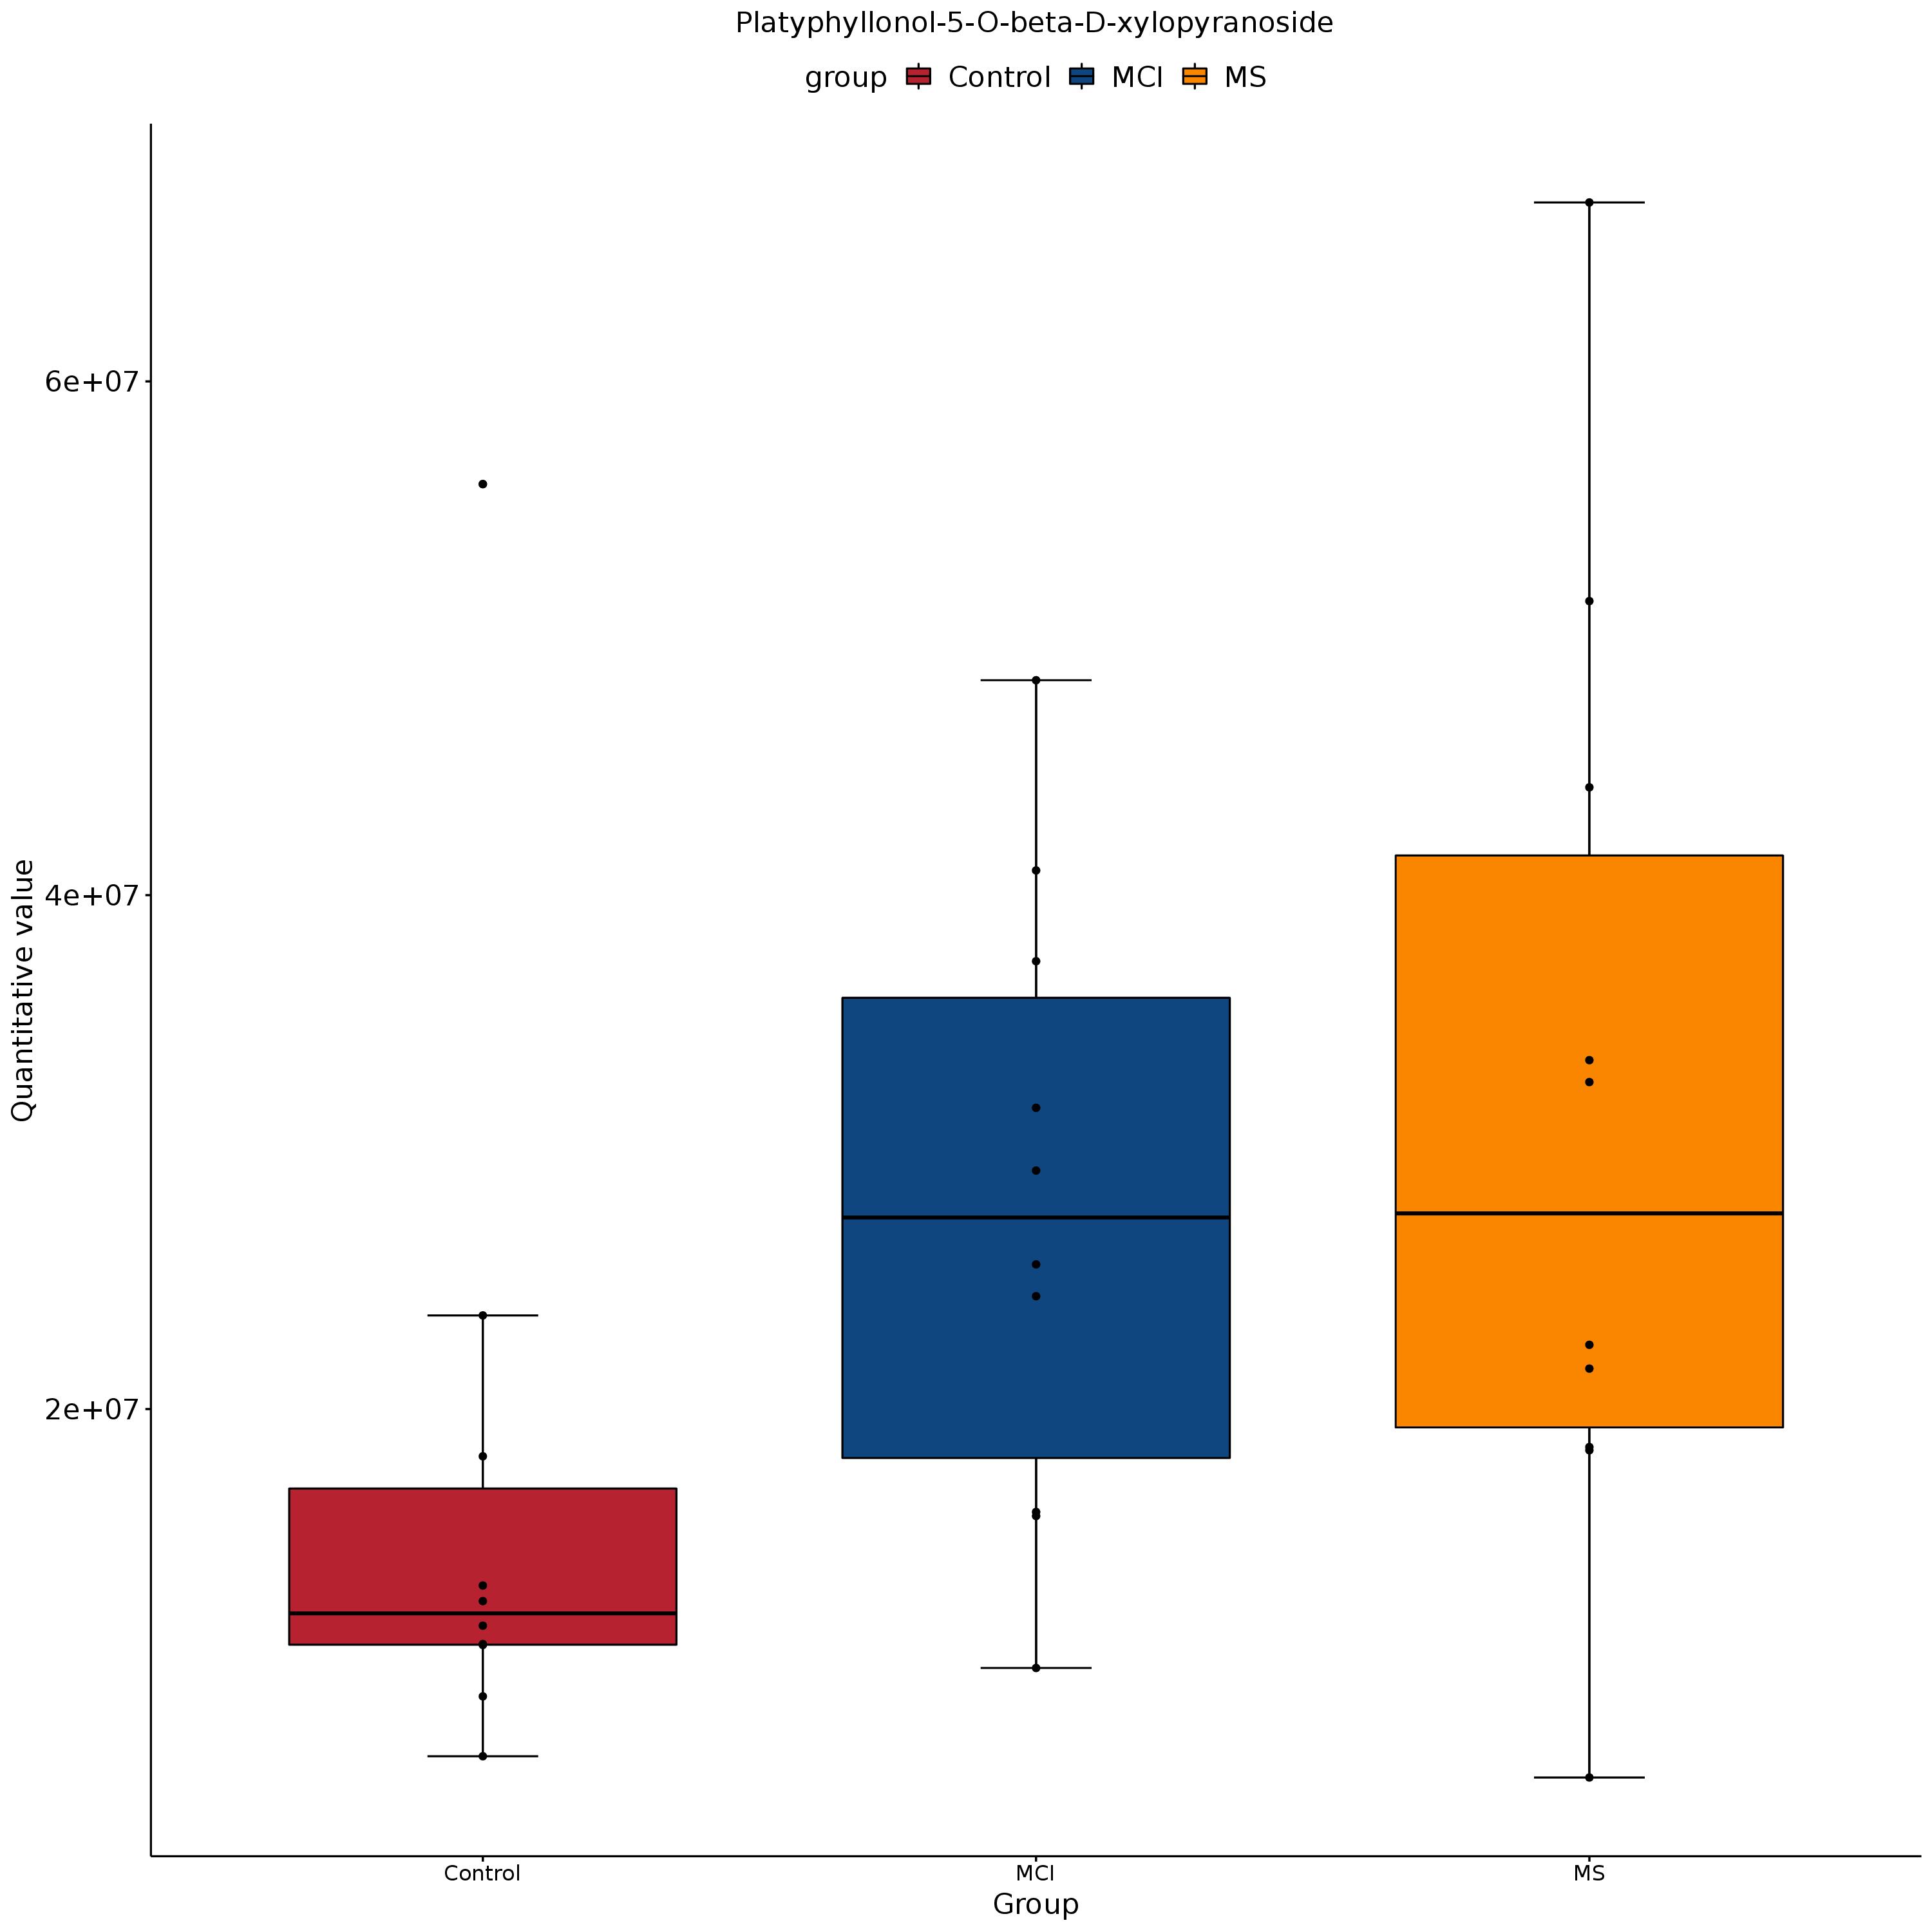 Platyphyllonol-5-O-beta-D-xylopyranoside
group Control MCI MS
6e+07
4e+07
2e+07
Quantitative value
Control MCI MS
Group